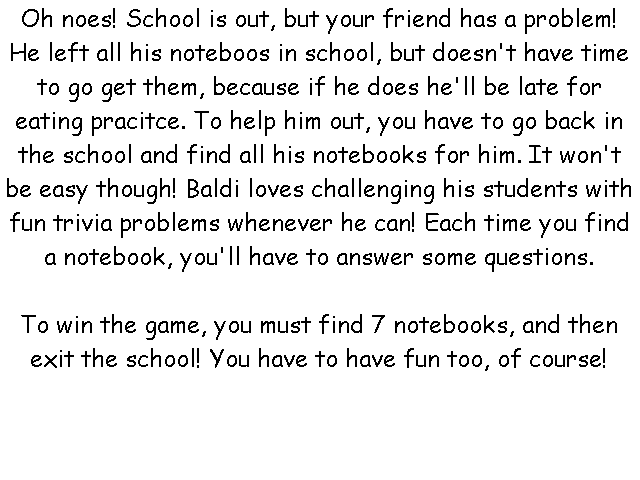 Oh noes! School is out, but your friend has a problem!
He left all his noteboos in school, but doesn't have time
to go get them, because if he does he'll be late for
eating pracitce. To help him out, you have to go back in
the school and find all his notebooks for him. It won't
be easy though! Baldi loves challenging his students with
fun trivia problems whenever he can! Each time you find
a notebook, you'll have to answer some questions.
To win the game, you must find 7 notebooks, and then
exit the school! You have to have fun too, of course!